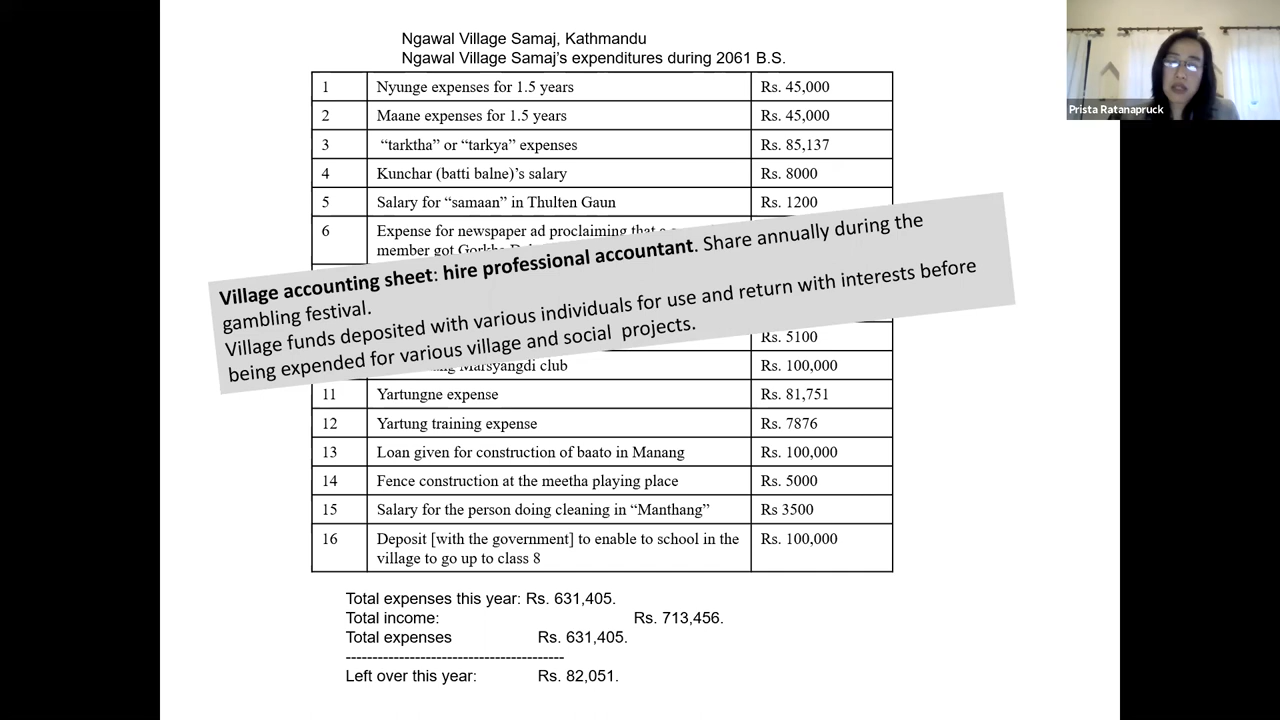 Ngawal Village Samaj, Kathmandu
Ngawal Village Samaj's expenditures during 2061 B.S.
1 Nyunge expenses for 1.5 years Rs. 45,000
2 Maane expenses for 1.5 years Rs. 45,000
3 “tarktha” or “tarkya” expenses Rs. 85,137
4 Kunchar (batti balne)’s salary Rs. 8000
5 Salary for “samaan” in Thulten Gaun Rs. 1200
6 Expense for newspaper ad proclaiming that
member got
Village accounting sheet: hire professional accountant. Share annually during the
gambling festival.
Village funds deposited with various individuals for use and return with interests before
being expended for various village and social projects.
Rs. 5100
Marsyangdi club Rs. 100,000
11 Yartungne expense Rs. 81,751
12 Yartung training expense Rs. 7876
13 Loan given for construction of baato in Manang Rs. 100,000
14 Fence construction at the meetha playing place Rs. 5000
15 Salary for the person doing cleaning in “Manthang” Rs 3500
16 Deposit [with the government] to enable to school in the Rs. 100,000
village to go up to class 8
Total expenses this year: Rs. 631,405.
Total income: Rs. 713,456.
Total expenses Rs. 631,405.
----------------------------------------
Left over this year: Rs. 82,051.
Prista Ratanapruck